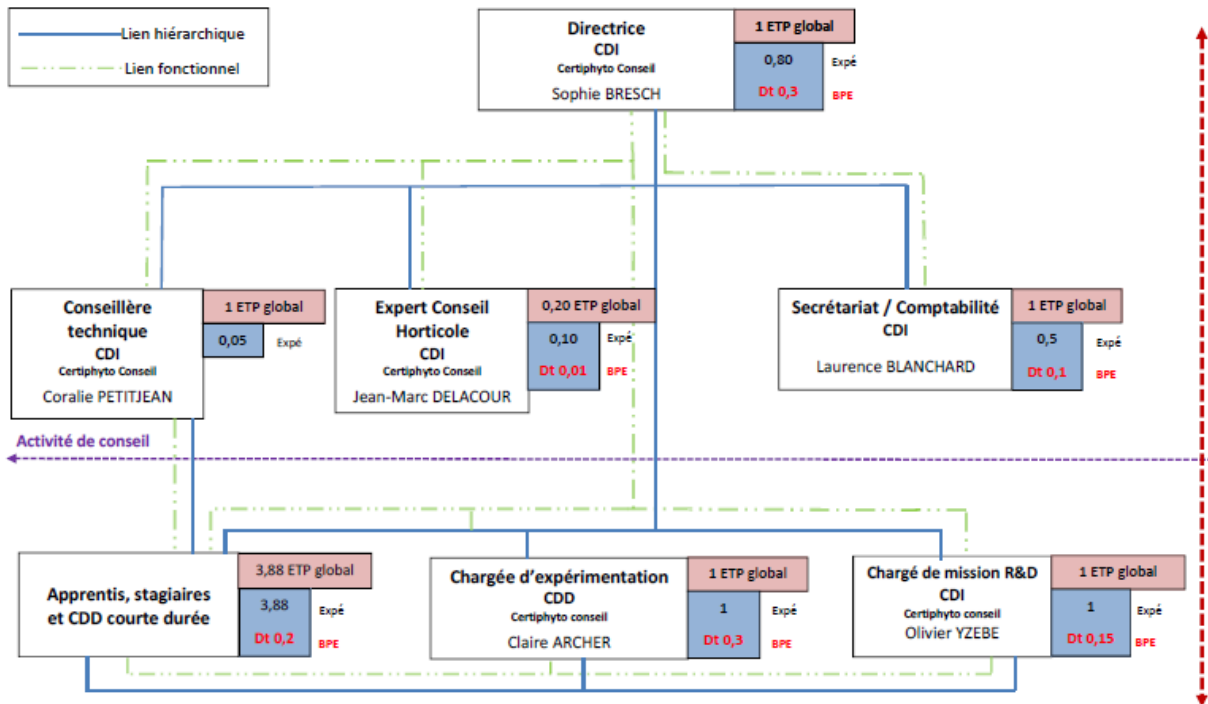 Lien hiérarchique
Lien fonctionnel
Directrice
CDI
Certiphyto Conseil
Sophie BRESCH
1 ETP global
0,80 Expé
Dt 0,3 BPE
Conseillère
technique
CDI
Certiphyto Conseil
Coralie PETITJEAN
1 ETP global
0,05 Expé
Expert Conseil
Horticole
CDI
Certiphyto Conseil
Jean-Marc DELACOUR
0,20 ETP global
0,10 Expé
Dt 0,01 BPE
Secrétariat / Comptabilité
CDI
Laurence BLANCHARD
1 ETP global
0,5 Expé
Dt 0,1 BPE
Activité de conseil
Apprentis, stagiaires
et CDD courte durée
3,88 ETP global
3,88 Expé
Dt 0,2 BPE
Chargée d'expérimentation
CDD
Certiphyto conseil
Claire ARCHER
1 ETP global
1 Expé
Dt 0,3 BPE
Chargé de mission R&D
CDI
Certiphyto conseil
Olivier YZEBE
1 ETP global
1 Expé
Dt 0,15 BPE